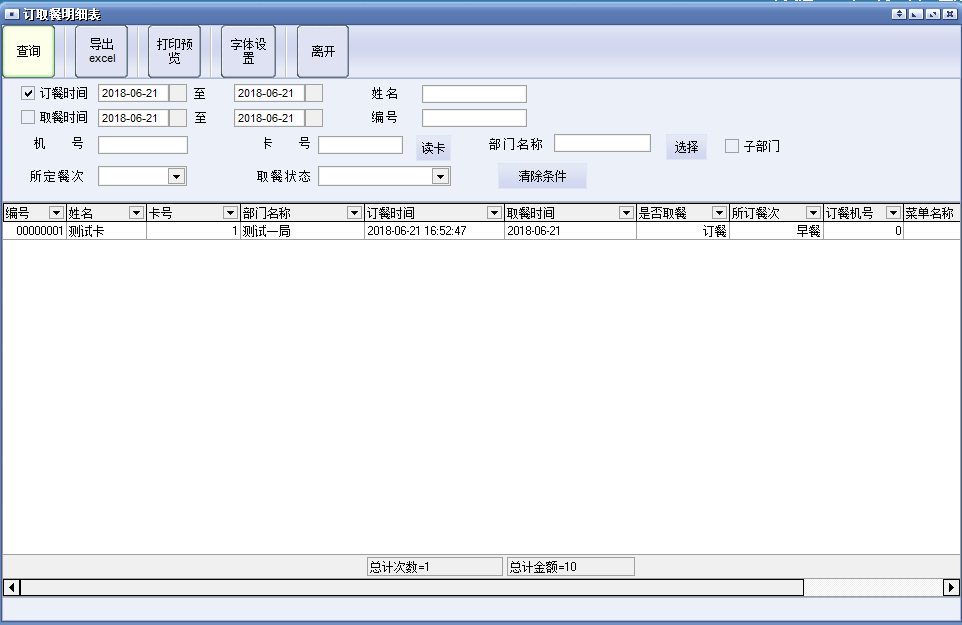 订取餐明细表
查询 导出excel 打印预览 字体设置 离开
订餐时间 2018-06-21 至 2018-06-21 姓名
取餐时间 2018-06-21 至 2018-06-21 编号
机 号 卡 号 读卡 部门名称 选择 子部门
所定餐次 取餐状态 清除条件
编号 姓名 卡号 部门名称 订餐时间 取餐时间 是否取餐 所订餐次 订餐机号 菜单名称
00000001 测试卡 1 测试一局 2018-06-21 16:52:47 2018-06-21 订餐 早餐 0
总计次数=1 总计金额=10